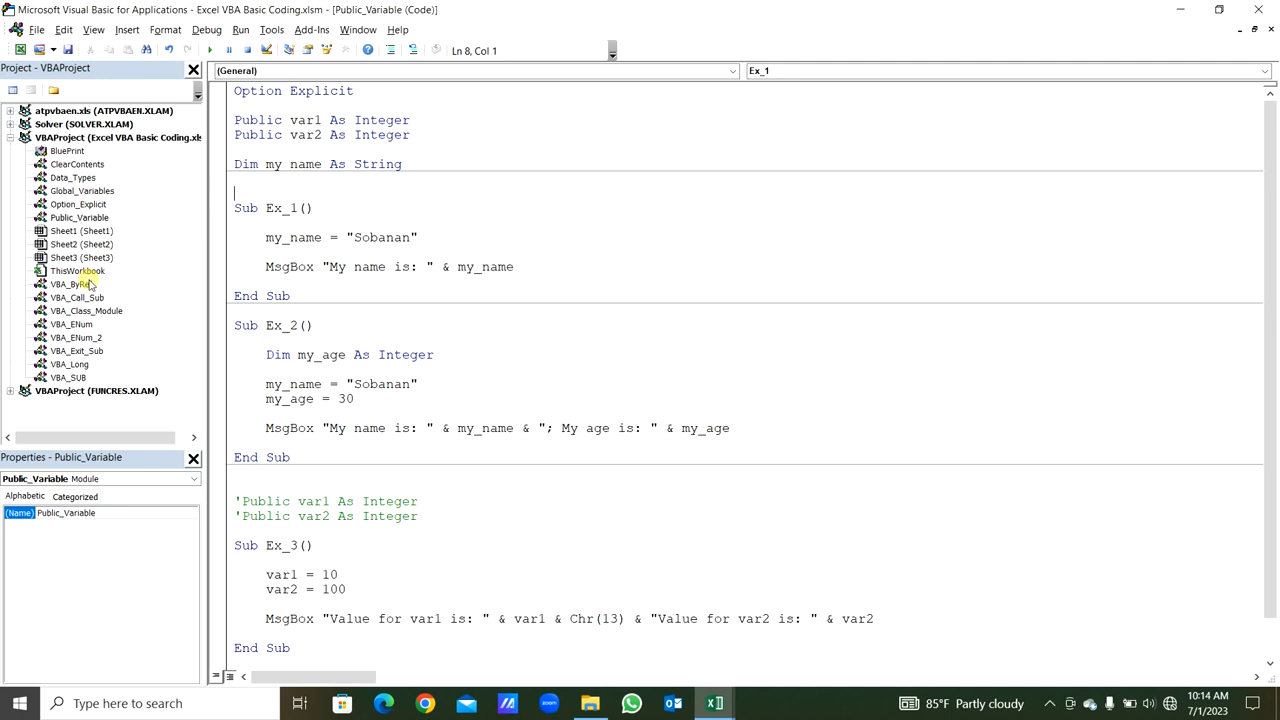 Microsoft Visual Basic for Applications - Excel VBA Basic Coding.xlsm - [Public_Variable (Code)]
File Edit View Insert Format Debug Run Tools Add-Ins Window Help
Ln 8, Col 1
Project - VBAProject
(General)
Ex_1
atpvbaen.xls (ATPVBAEN.XLAM)
Solver (SOLVER.XLAM)
VBAProject (Excel VBA Basic Coding.xls
BluePrint
ClearContents
Data_Types
Global_Variables
Option_Explicit
Public_Variable
Sheet1 (Sheet1)
Sheet2 (Sheet2)
Sheet3 (Sheet3)
ThisWorkbook
VBA_ByRef
VBA_Call_Sub
VBA_Class_Module
VBA_ENum
VBA_ENum_2
VBA_Exit_Sub
VBA_Long
VBA_SUB
VBAProject (FUNCRES.XLAM)
Properties - Public_Variable
Public_Variable Module
Alphabetic Categorized
(Name) Public_Variable
Option Explicit
Public var1 As Integer
Public var2 As Integer
Dim my name As String
Sub Ex_1()
my_name = "Sobanan"
MsgBox "My name is: " & my_name
End Sub
Sub Ex_2()
Dim my_age As Integer
my_name = "Sobanan"
my_age = 30
MsgBox "My name is: " & my_name & "; My age is: " & my_age
End Sub
'Public var1 As Integer
'Public var2 As Integer
Sub Ex_3()
var1 = 10
var2 = 100
MsgBox "Value for var1 is: " & var1 & Chr(13) & "Value for var2 is: " & var2
End Sub
Type here to search
85°F Partly cloudy
10:14 AM
7/1/2023